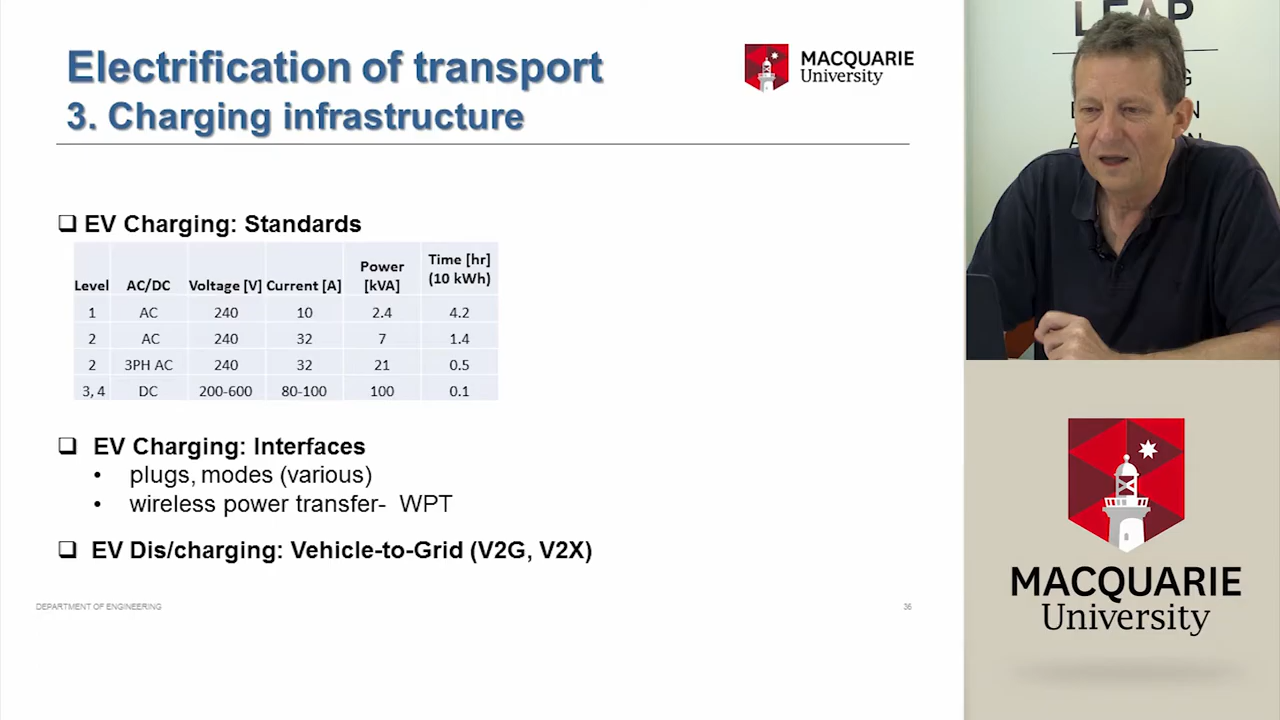 Electrification of transport
3. Charging infrastructure
MACQUARIE
University
EV Charging: Standards
Level AC/DC Voltage [V] Current [A] Power [kVA] Time [hr] (10 kWh)
1 AC 240 10 2.4 4.2
2 AC 240 32 7 1.4
2 3PH AC 240 32 21 0.5
3, 4 DC 200-600 80-100 100 0.1
EV Charging: Interfaces
• plugs, modes (various)
• wireless power transfer- WPT
EV Dis/charging: Vehicle-to-Grid (V2G, V2X)
DEPARTMENT OF ENGINEERING
36
MACQUARIE
University